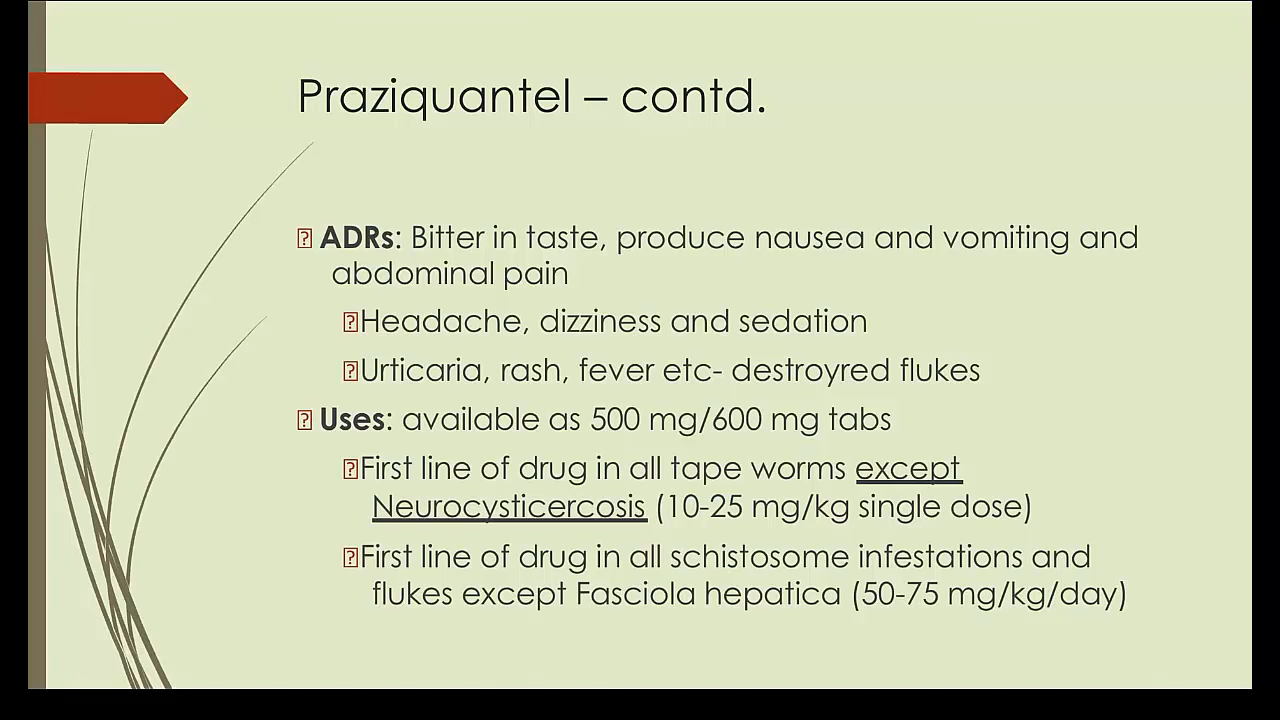 Praziquantel – contd.
ADRs: Bitter in taste, produce nausea and vomiting and
abdominal pain
Headache, dizziness and sedation
Urticaria, rash, fever etc- destroyred flukes
Uses: available as 500 mg/600 mg tabs
First line of drug in all tape worms except
Neurocysticercosis (10-25 mg/kg single dose)
First line of drug in all schistosome infestations and
flukes except Fasciola hepatica (50-75 mg/kg/day)